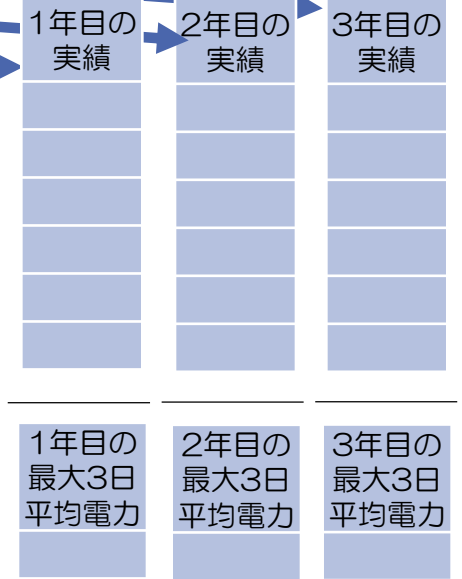 1年目の
実績
2年目の
実績
3年目の
実績
1年目の
最大3日
平均電力
2年目の
最大3日
平均電力
3年目の
最大3日
平均電力